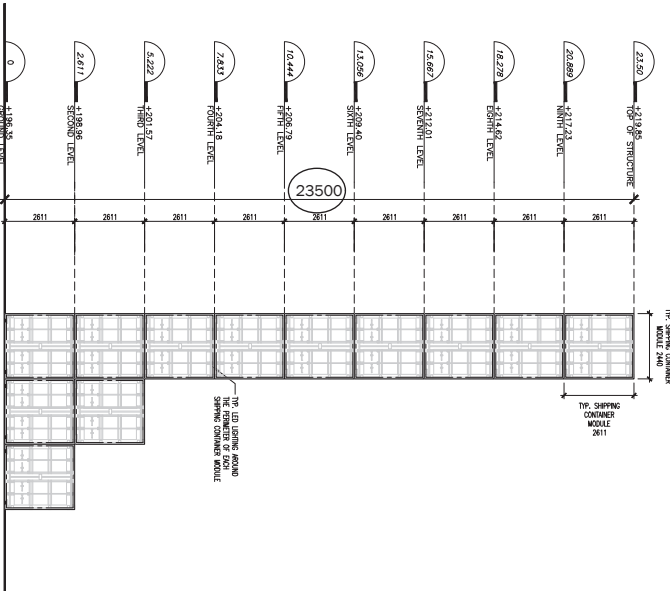 0
+196.35
GROUND LEVEL
2.611
+198.96
SECOND LEVEL
5.222
+201.57
THIRD LEVEL
7.833
+204.18
FOURTH LEVEL
10.444
+206.79
FIFTH LEVEL
13.056
+209.40
SIXTH LEVEL
15.667
+212.01
SEVENTH LEVEL
18.278
+214.62
EIGHTH LEVEL
20.889
+217.23
NINTH LEVEL
23.50
+219.85
TOP OF STRUCTURE
23500
2611
2611
2611
2611
2611
2611
2611
2611
2611
TYP. SHIPPING CONTAINER
MODULE 2440
TYP. SHIPPING
CONTAINER
MODULE
2611
TYP. LED LIGHTING AROUND
THE PERIMETER OF EACH
SHIPPING CONTAINER MODULE